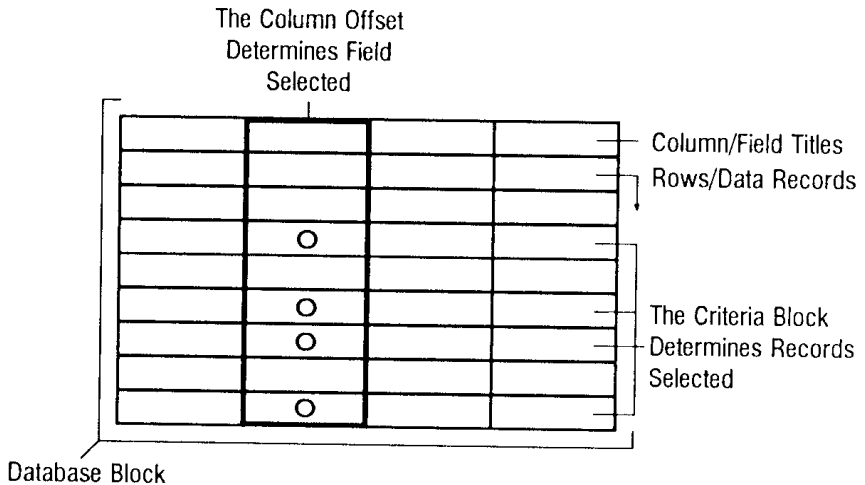 The Column Offset
Determines Field
Selected
Column/Field Titles
Rows/Data Records
The Criteria Block
Determines Records
Selected
Database Block